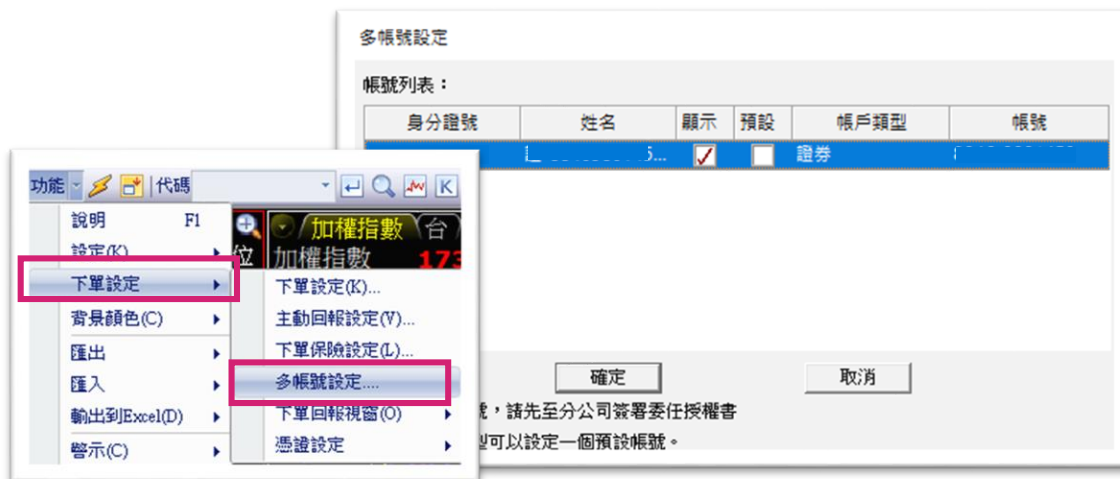 多帳號設定
帳號列表：
身分證號 姓名 顯示 預設 帳戶類型 帳號
證券
確定 取消
，請先至分公司簽署委任授權書
可以設定一個預設帳號。
功能 代碼 K
說明 F1
設定(K)
下單設定
背景顏色(C)
匯出
匯入
輸出到Excel(D)
警示(C)
位 加權指數 台
加權指數 173
下單設定(K)...
主動回報設定(V)...
下單保險設定(L)...
多帳號設定....
下單回報視窗(O)
憑證設定